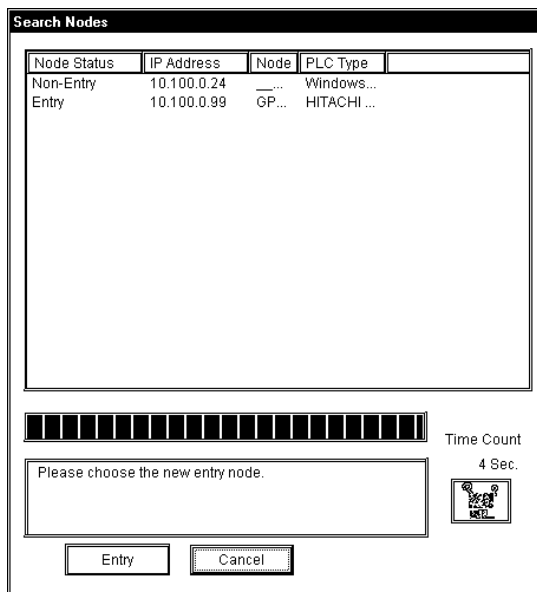 Search Nodes
Node Status IP Address Node PLC Type
Non-Entry 10.100.0.24 __... Windows...
Entry 10.100.0.99 GP... HITACHI ...
Time Count
4 Sec.
Please choose the new entry node.
Entry Cancel